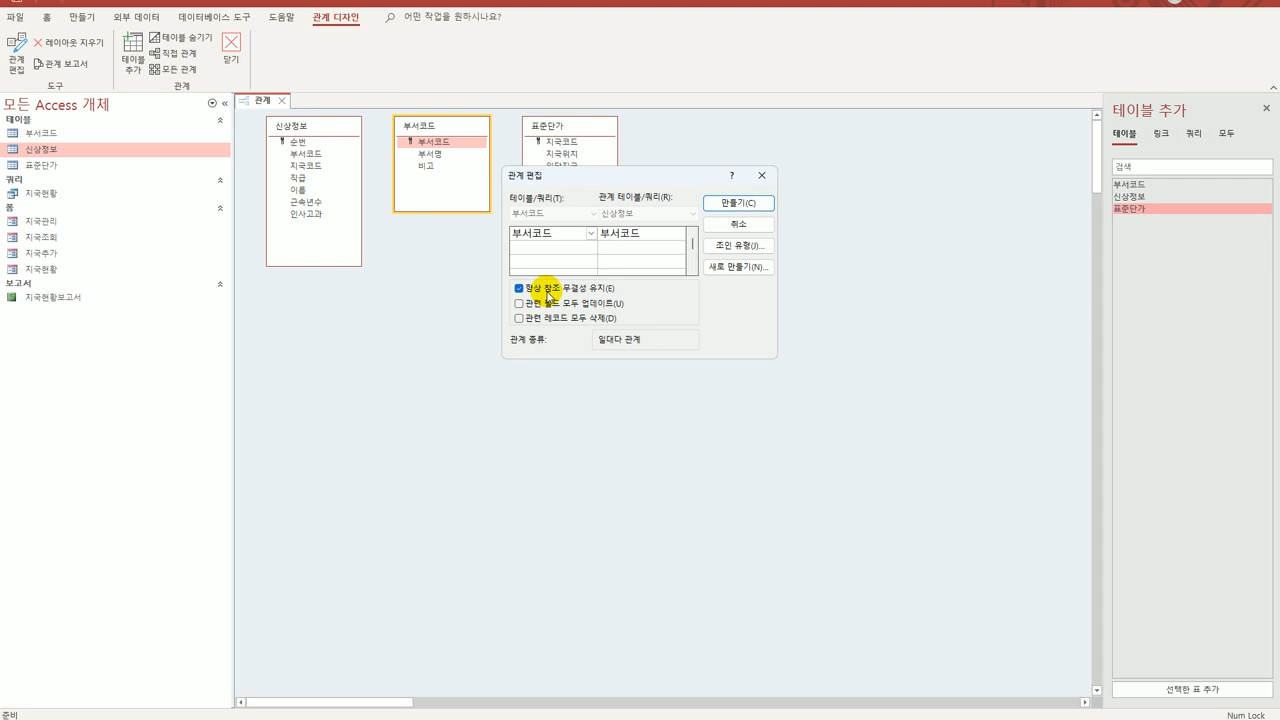 파일 홈 만들기 외부 데이터 데이터베이스 도구 도움말 관계 디자인 어떤 작업을 원하시나요?
관계 편집
레이아웃 지우기
관계 보고서
도구
테이블 추가
테이블 숨기기
직접 관계
모든 관계
닫기
관계
모든 Access 개체
테이블
부서코드
신상정보
표준단가
쿼리
지국현황
폼
지국관리
지국조회
지국추가
지국현황
보고서
지국현황보고서
관계
신상정보
순번
부서코드
지국코드
직급
이름
근속년수
인사고과
부서코드
부서코드
부서명
비고
표준단가
지국코드
지국위치
관계 편집
테이블/쿼리(T): 관계 테이블/쿼리(R):
부서코드 신상정보
부서코드 부서코드
만들기(C)
취소
조인 유형(J)...
새로 만들기(N)...
항상 참조 무결성 유지(E)
관련 필드 모두 업데이트(U)
관련 레코드 모두 삭제(D)
관계 종류: 일대다 관계
테이블 추가
테이블 링크 쿼리 모두
검색
부서코드
신상정보
표준단가
선택한 표 추가
준비
Num Lock